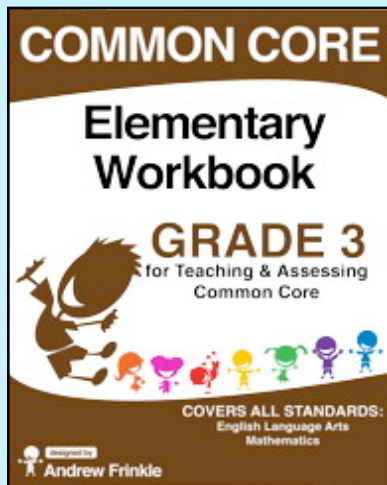 COMMON CORE
Elementary
Workbook
GRADE 3
for Teaching & Assessing
Common Core
COVERS ALL STANDARDS:
English Language Arts
Mathematics
designed by
Andrew Frinkle